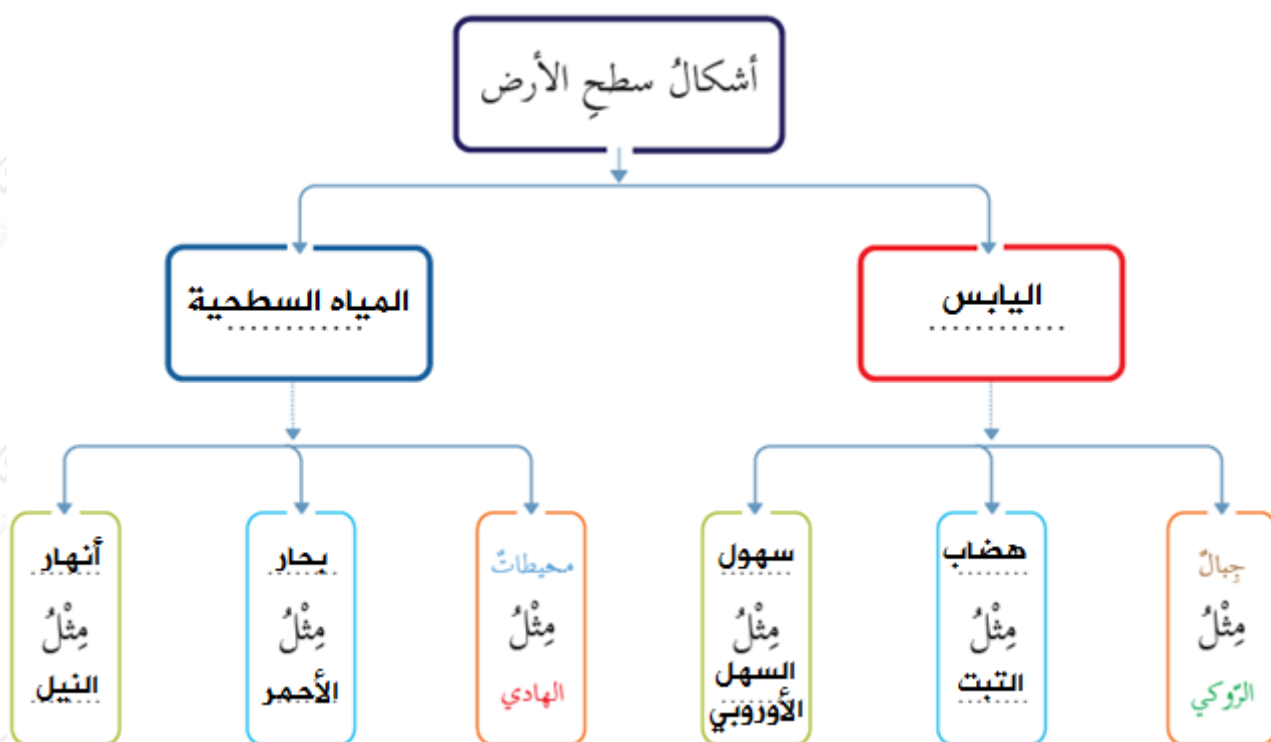 أشكالُ سطحِ الأرض
اليابس
المياه السطحية
جِبالٌ
مِثْلُ
الرّوكي
هضاب
مِثْلُ
التبت
سهول
مِثْلُ
السهل
الأوروبي
محيطاتٌ
مِثْلُ
الهادي
بحار
مِثْلُ
الأحمر
أنهار
مِثْلُ
النيل